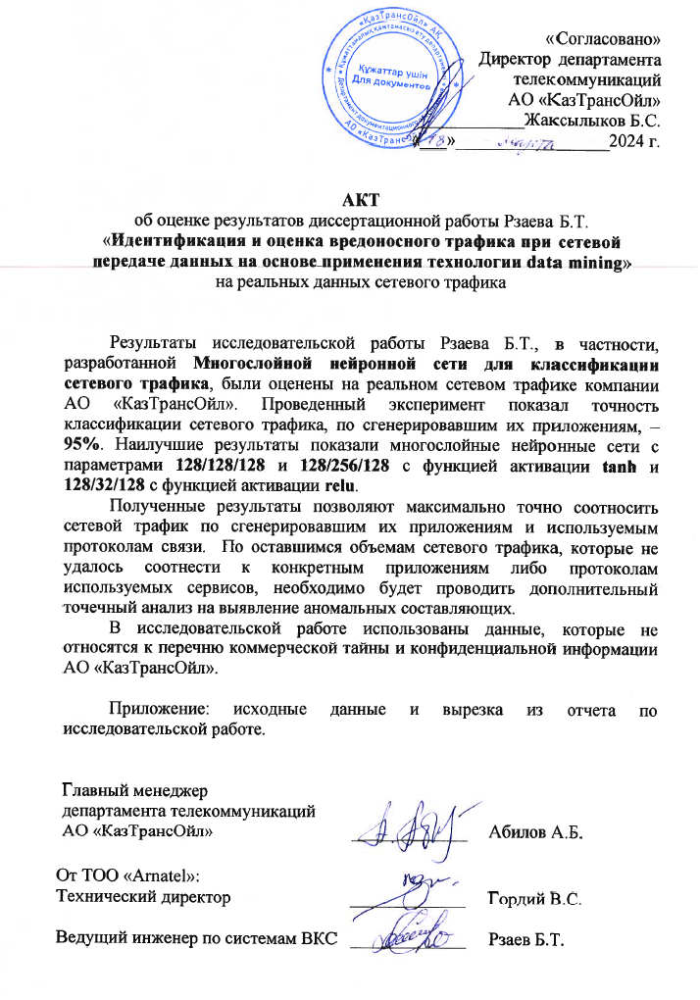 «ҚазТрансОйл» АҚ
Құжаттар үшін
Для документов
АО «КазТрансОйл»
«Согласовано»
Директор департамента
телекоммуникаций
АО «КазТрансОйл»
____________Жаксылыков Б.С.
«18»__марта__2024 г.
АКТ
об оценке результатов диссертационной работы Рзаева Б.Т.
«Идентификация и оценка вредоносного трафика при сетевой
передаче данных на основе применения технологии data mining»
на реальных данных сетевого трафика
Результаты исследовательской работы Рзаева Б.Т., в частности,
разработанной Многослойной нейронной сети для классификации
сетевого трафика, были оценены на реальном сетевом трафике компании
АО «КазТрансОйл». Проведенный эксперимент показал точность
классификации сетевого трафика, по сгенерировавшим их приложениям, –
95%. Наилучшие результаты показали многослойные нейронные сети с
параметрами 128/128/128 и 128/256/128 с функцией активации tanh и
128/32/128 с функцией активации relu.
Полученные результаты позволяют максимально точно соотносить
сетевой трафик по сгенерировавшим их приложениям и используемым
протоколам связи. По оставшимся объемам сетевого трафика, которые не
удалось соотнести к конкретным приложениям либо протоколам
используемых сервисов, необходимо будет проводить дополнительный
точечный анализ на выявление аномальных составляющих.
В исследовательской работе использованы данные, которые не
относятся к перечню коммерческой тайны и конфиденциальной информации
АО «КазТрансОйл».
Приложение: исходные данные и вырезка из отчета по
исследовательской работе.
Главный менеджер
департамента телекоммуникаций
АО «КазТрансОйл» ____________ Абилов А.Б.
От ТОО «Arnatel»:
Технический директор ____________ Гордий В.С.
Ведущий инженер по системам ВКС ____________ Рзаев Б.Т.